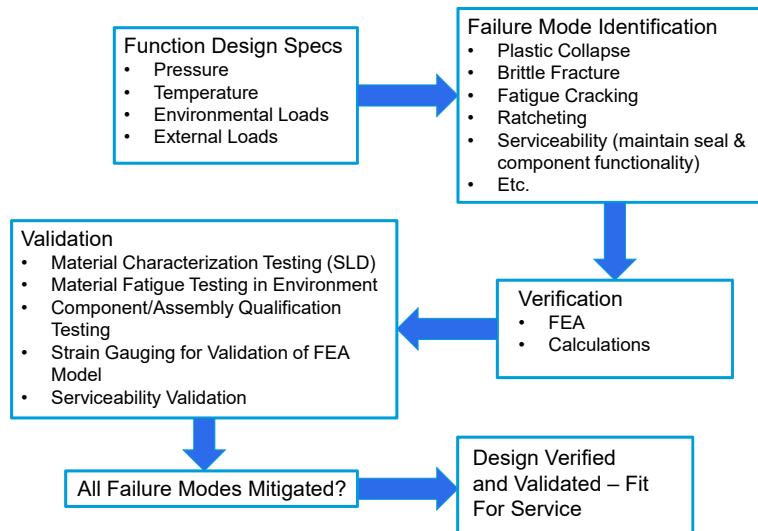 Function Design Specs
• Pressure
• Temperature
• Environmental Loads
• External Loads
Failure Mode Identification
• Plastic Collapse
• Brittle Fracture
• Fatigue Cracking
• Ratcheting
• Serviceability (maintain seal &
component functionality)
• Etc.
Verification
• FEA
• Calculations
Validation
• Material Characterization Testing (SLD)
• Material Fatigue Testing in Environment
• Component/Assembly Qualification
Testing
• Strain Gauging for Validation of FEA
Model
• Serviceability Validation
All Failure Modes Mitigated?
Design Verified
and Validated – Fit
For Service